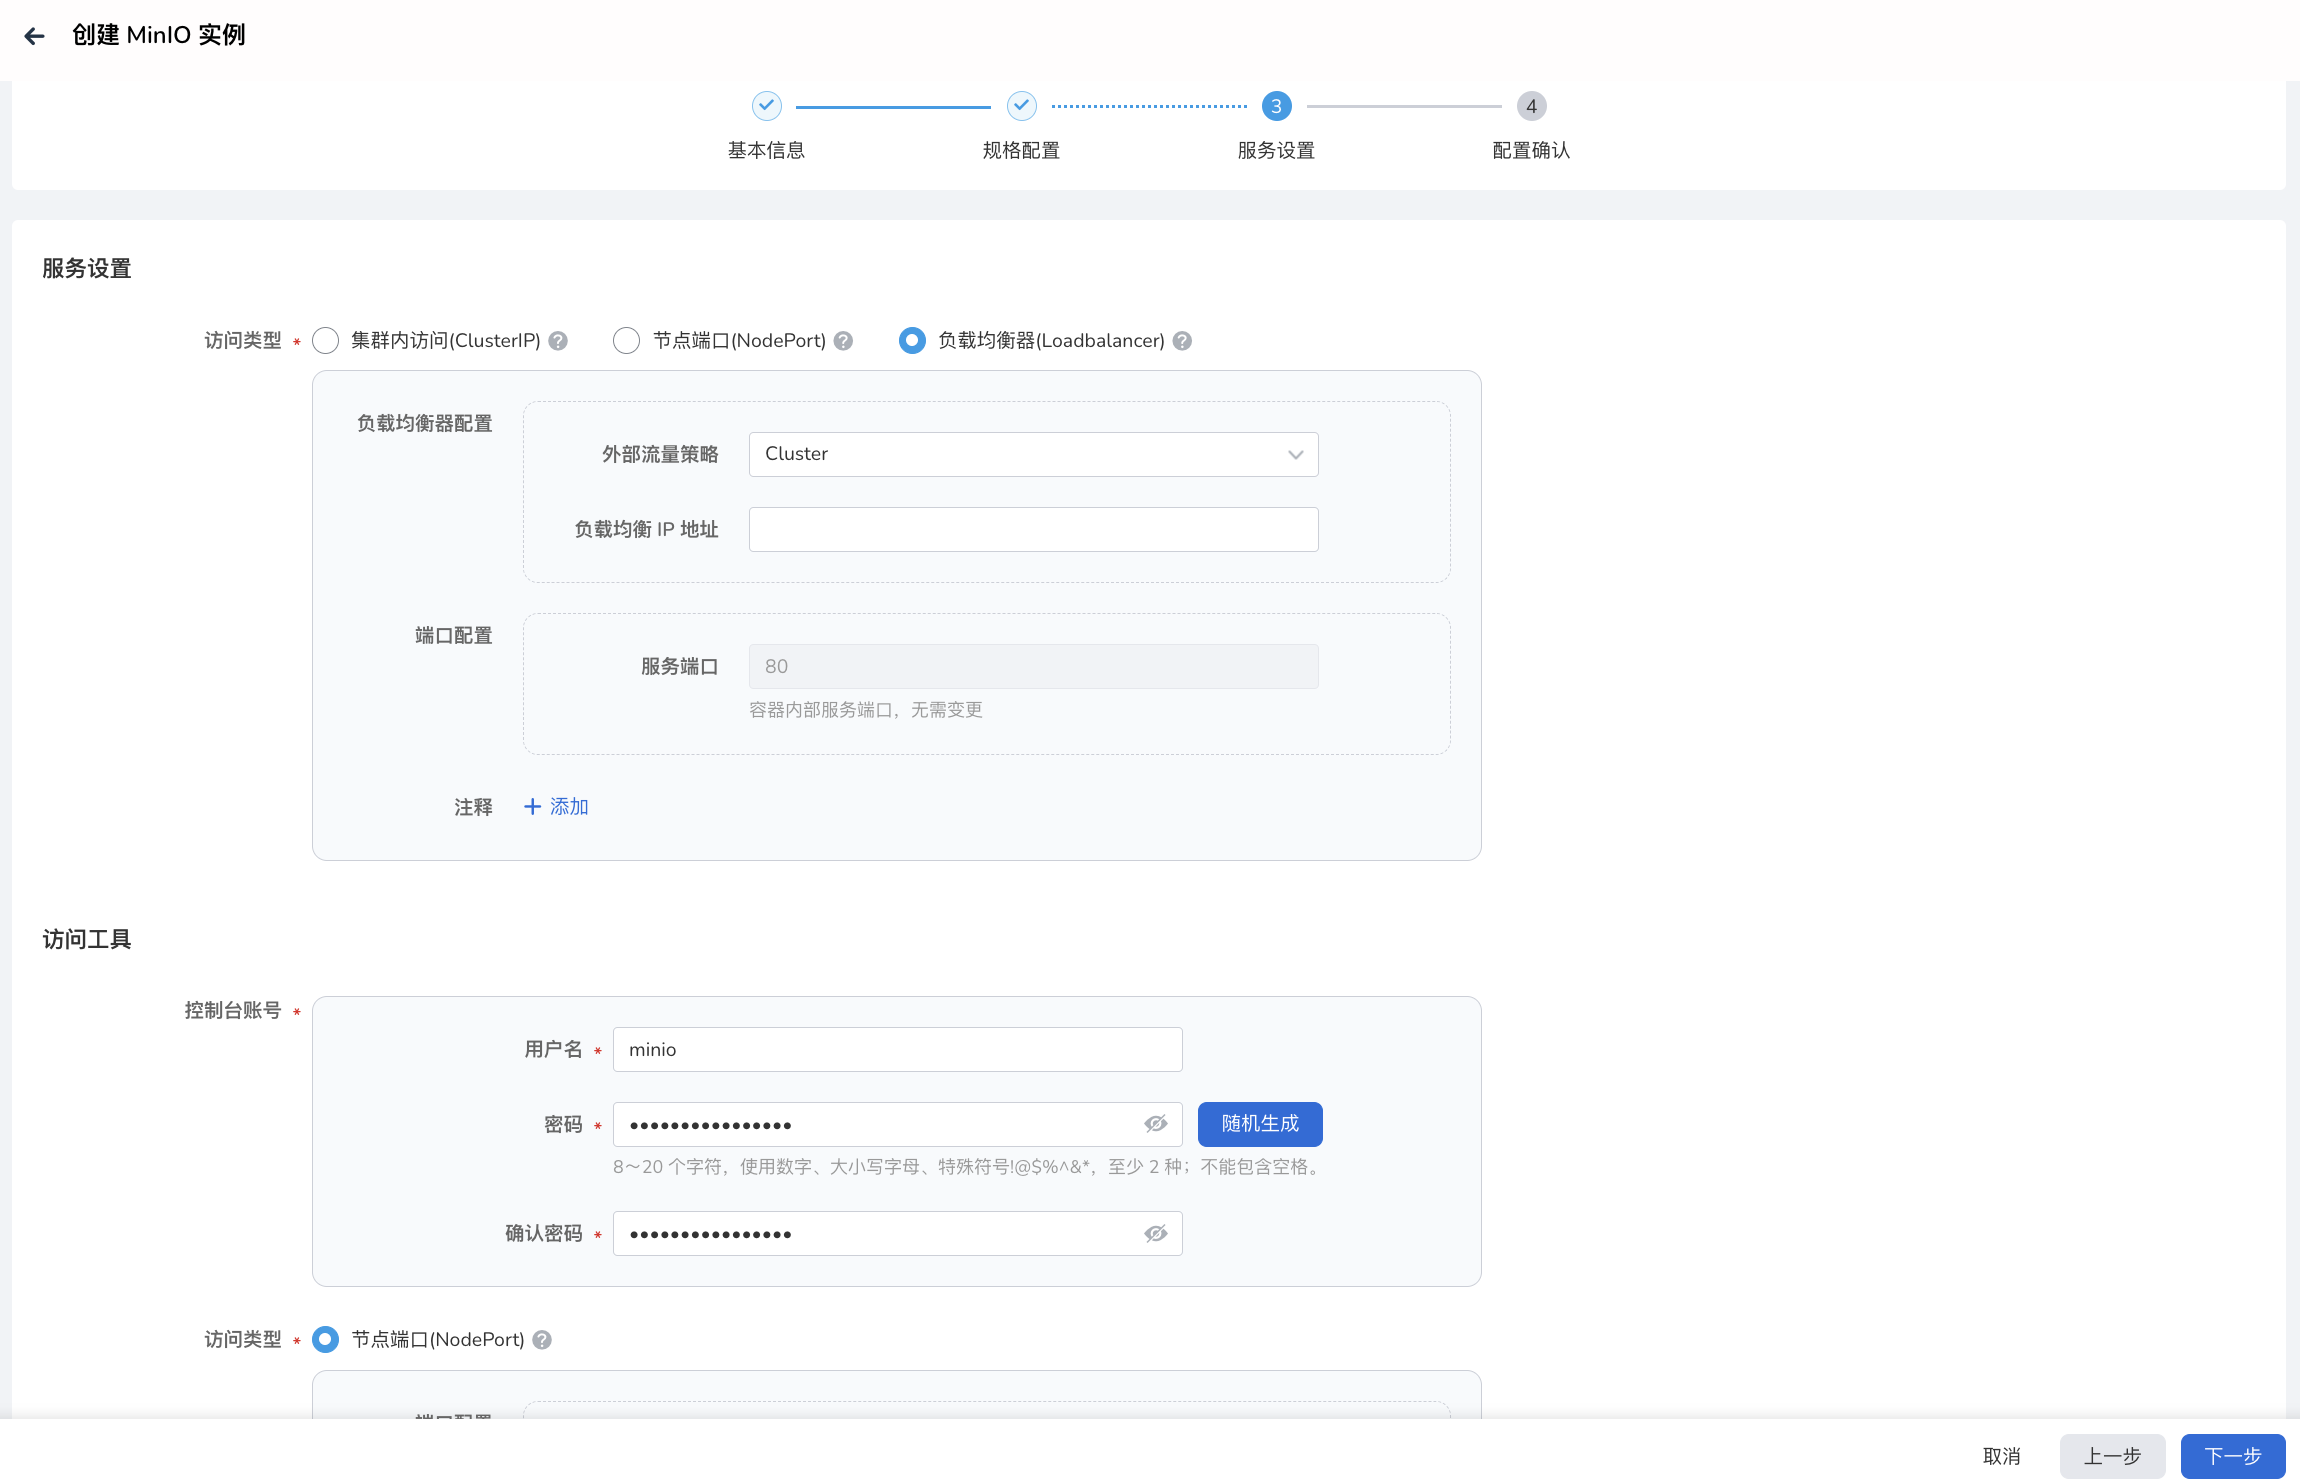 创建 MinIO 实例
3
4
基本信息
规格配置
服务设置
配置确认
服务设置
访问类型 *
集群内访问(ClusterIP) ?
节点端口(NodePort) ?
负载均衡器(Loadbalancer) ?
负载均衡器配置
外部流量策略
Cluster
负载均衡 IP 地址
端口配置
服务端口
80
容器内部服务端口，无需变更
注释
+ 添加
访问工具
控制台账号 *
用户名 *
minio
密码 *
••••••••••••••••
随机生成
8～20 个字符，使用数字、大小写字母、特殊符号!@$%^&*，至少 2 种；不能包含空格。
确认密码 *
••••••••••••••••
访问类型 *
节点端口(NodePort) ?
端口配置
取消
上一步
下一步